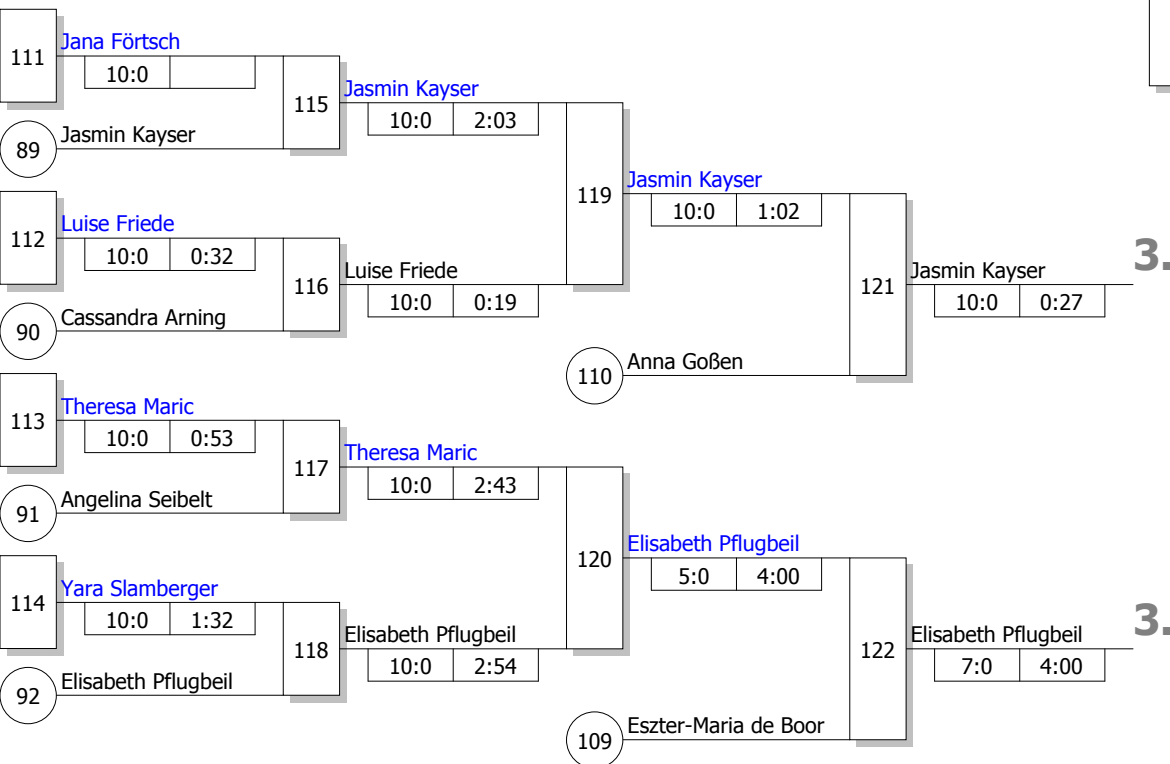 111 Jana Förtsch
10:0
115 Jasmin Kayser
10:0 2:03
89 Jasmin Kayser
119 Jasmin Kayser
10:0 1:02
112 Luise Friede
10:0 0:32
116 Luise Friede
10:0 0:19
90 Cassandra Arning
121 Jasmin Kayser
10:0 0:27
3.
110 Anna Goßen
113 Theresa Maric
10:0 0:53
117 Theresa Maric
10:0 2:43
91 Angelina Seibelt
120 Elisabeth Pflugbeil
5:0 4:00
114 Yara Slamberger
10:0 1:32
118 Elisabeth Pflugbeil
10:0 2:54
92 Elisabeth Pflugbeil
122 Elisabeth Pflugbeil
7:0 4:00
3.
109 Eszter-Maria de Boor